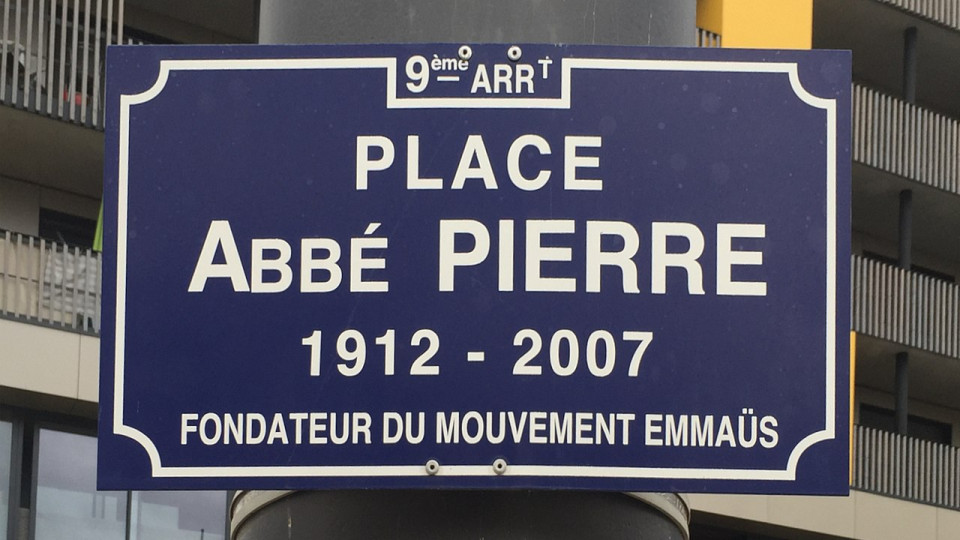 9ème ARRT
PLACE
ABBÉ PIERRE
1912 - 2007
FONDATEUR DU MOUVEMENT EMMAÜS